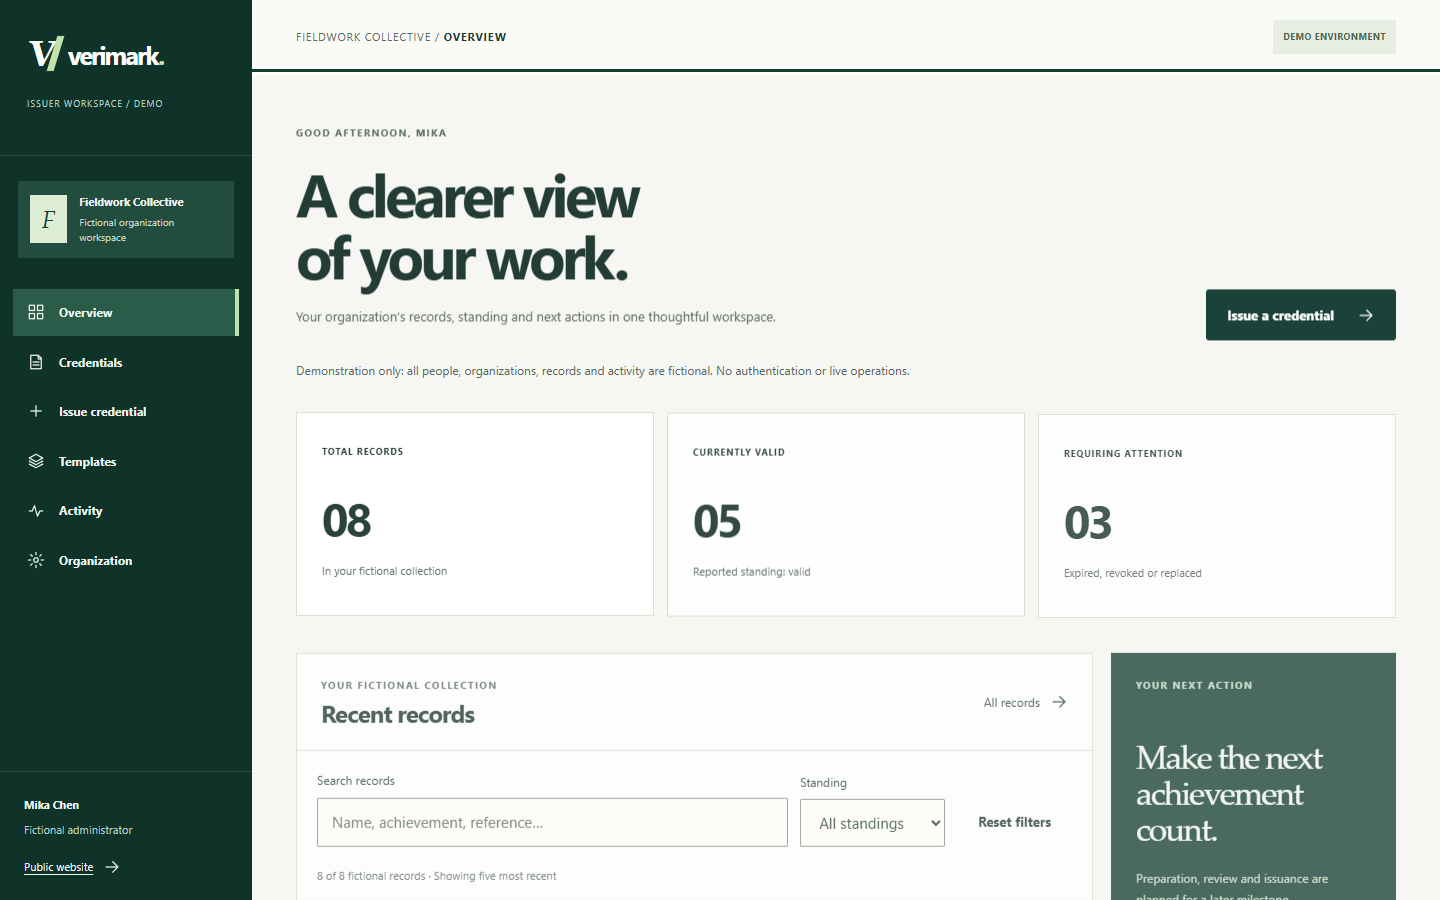 verimark.
ISSUER WORKSPACE / DEMO
F
Fieldwork Collective
Fictional organization
workspace
Overview
Credentials
Issue credential
Templates
Activity
Organization
Mika Chen
Fictional administrator
Public website
FIELDWORK COLLECTIVE / OVERVIEW
DEMO ENVIRONMENT
GOOD AFTERNOON, MIKA
A clearer view
of your work.
Your organization's records, standing and next actions in one thoughtful workspace.
Issue a credential
Demonstration only: all people, organizations, records and activity are fictional. No authentication or live operations.
TOTAL RECORDS
08
In your fictional collection
CURRENTLY VALID
05
Reported standing: valid
REQUIRING ATTENTION
03
Expired, revoked or replaced
YOUR FICTIONAL COLLECTION
Recent records
All records
Search records
Name, achievement, reference...
Standing
All standings
Reset filters
8 of 8 fictional records · Showing five most recent
YOUR NEXT ACTION
Make the next
achievement
count.
Preparation, review and issuance are
planned for a later milestone.